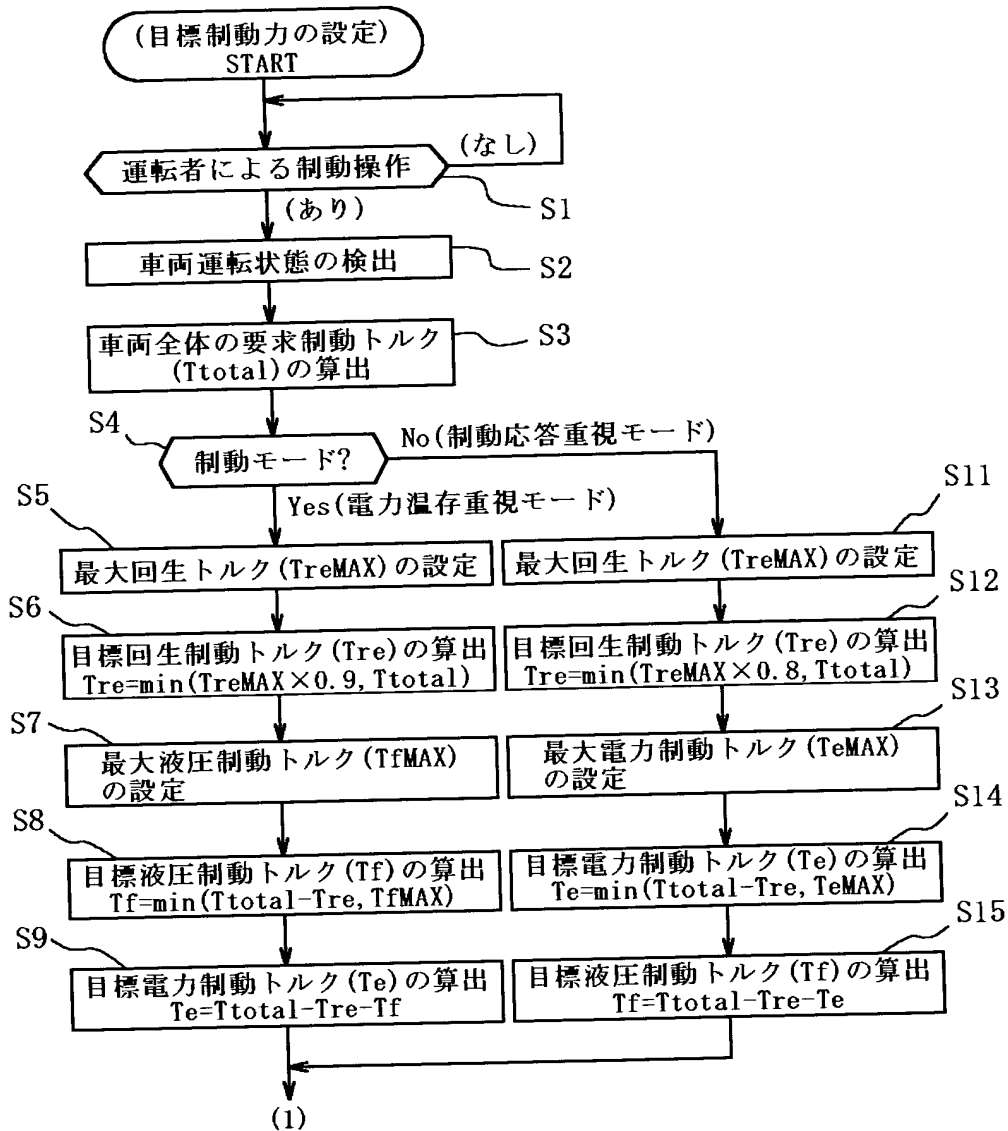 (目標制動力の設定)
START
(なし)
運転者による制動操作
S1
(あり)
車両運転状態の検出
S2
車両全体の要求制動トルク
(Ttotal)の算出
S3
S4
制動モード?
No(制動応答重視モード)
Yes(電力温存重視モード)
S5
最大回生トルク(TreMAX)の設定
S11
最大回生トルク(TreMAX)の設定
S6
目標回生制動トルク(Tre)の算出
Tre=min(TreMAX×0.9,Ttotal)
S12
目標回生制動トルク(Tre)の算出
Tre=min(TreMAX×0.8,Ttotal)
S7
最大液圧制動トルク(TfMAX)
の設定
S13
最大電力制動トルク(TeMAX)
の設定
S8
目標液圧制動トルク(Tf)の算出
Tf=min(Ttotal-Tre,TfMAX)
S14
目標電力制動トルク(Te)の算出
Te=min(Ttotal-Tre,TeMAX)
S9
目標電力制動トルク(Te)の算出
Te=Ttotal-Tre-Tf
S15
目標液圧制動トルク(Tf)の算出
Tf=Ttotal-Tre-Te
(1)